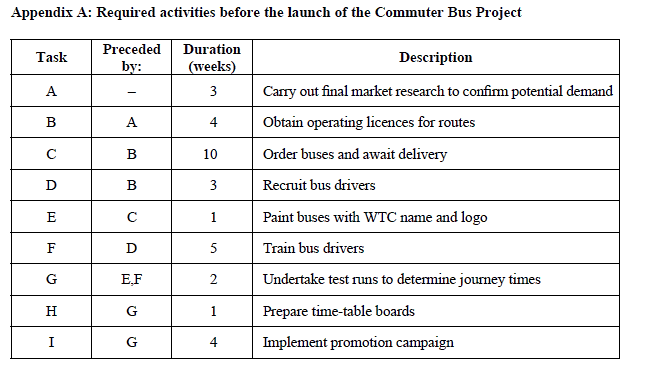 Appendix A: Required activities before the launch of the Commuter Bus Project
Task Preceded by: Duration (weeks) Description
A – 3 Carry out final market research to confirm potential demand
B A 4 Obtain operating licences for routes
C B 10 Order buses and await delivery
D B 3 Recruit bus drivers
E C 1 Paint buses with WTC name and logo
F D 5 Train bus drivers
G E,F 2 Undertake test runs to determine journey times
H G 1 Prepare time-table boards
I G 4 Implement promotion campaign